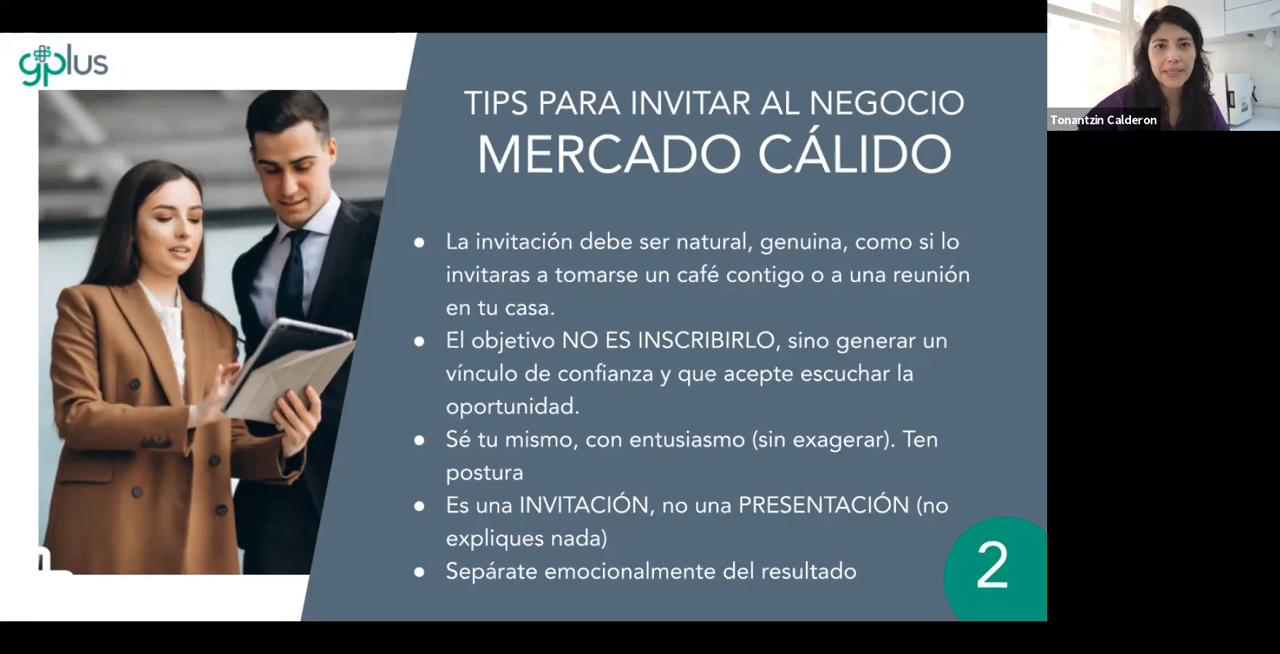 gplus
TIPS PARA INVITAR AL NEGOCIO
MERCADO CÁLIDO
● La invitación debe ser natural, genuina, como si lo
invitaras a tomarse un café contigo o a una reunión
en tu casa.
● El objetivo NO ES INSCRIBIRLO, sino generar un
vínculo de confianza y que acepte escuchar la
oportunidad.
● Sé tu mismo, con entusiasmo (sin exagerar). Ten
postura
● Es una INVITACIÓN, no una PRESENTACIÓN (no
expliques nada)
● Sepárate emocionalmente del resultado
2
Tonantzin Calderon